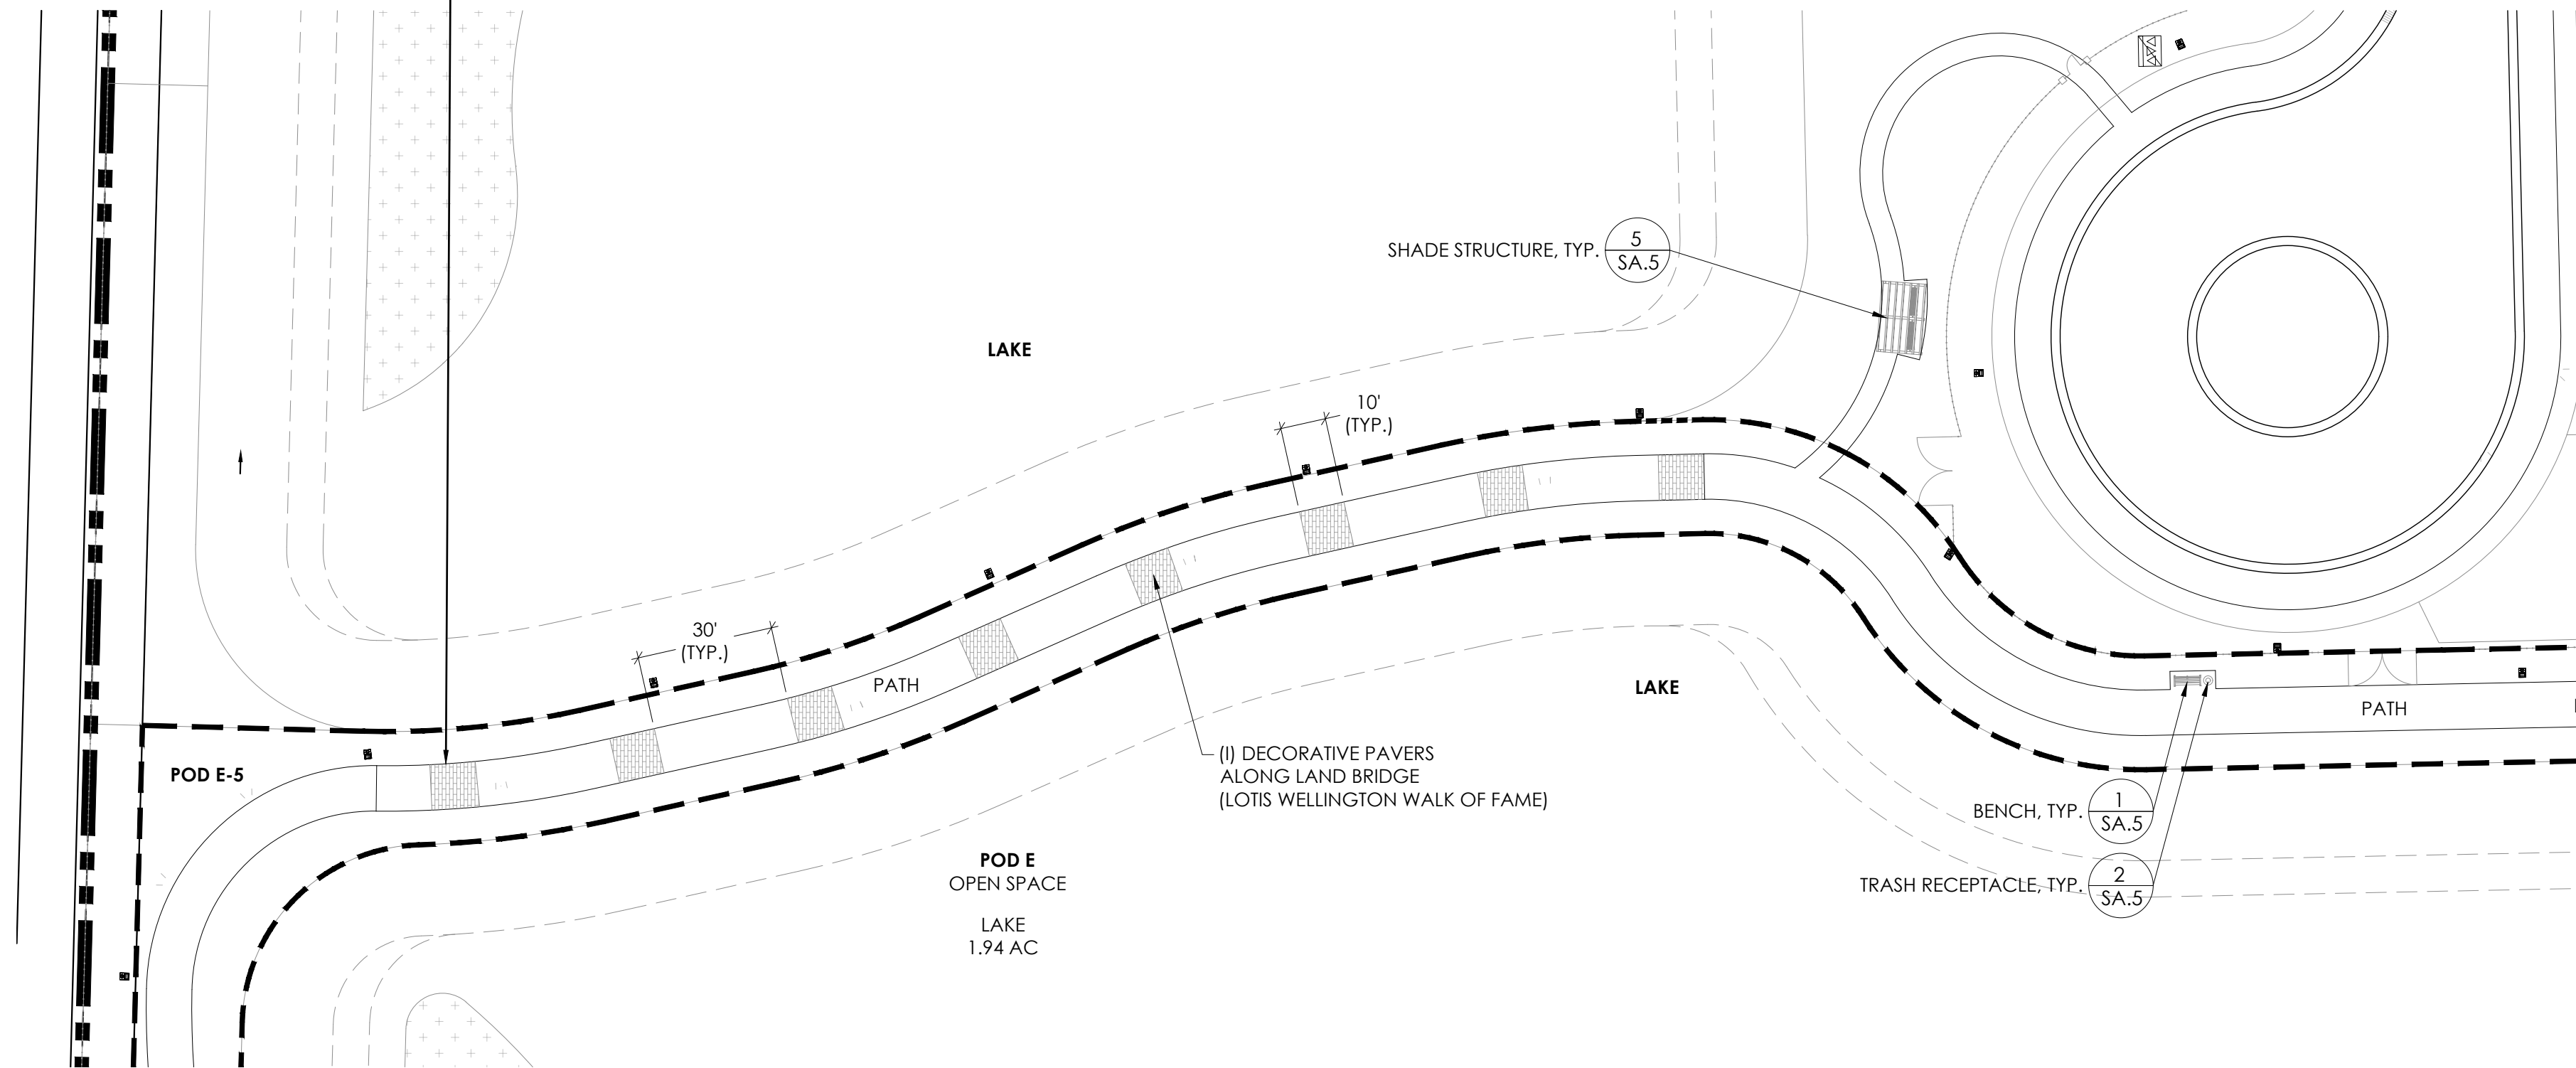 SHADE STRUCTURE, TYP.
5
SA.5
LAKE
10'
(TYP.)
30'
(TYP.)
PATH
LAKE
PATH
(I) DECORATIVE PAVERS
ALONG LAND BRIDGE
(LOTIS WELLINGTON WALK OF FAME)
POD E-5
BENCH, TYP.
1
SA.5
POD E
OPEN SPACE
LAKE
1.94 AC
TRASH RECEPTACLE, TYP.
2
SA.5